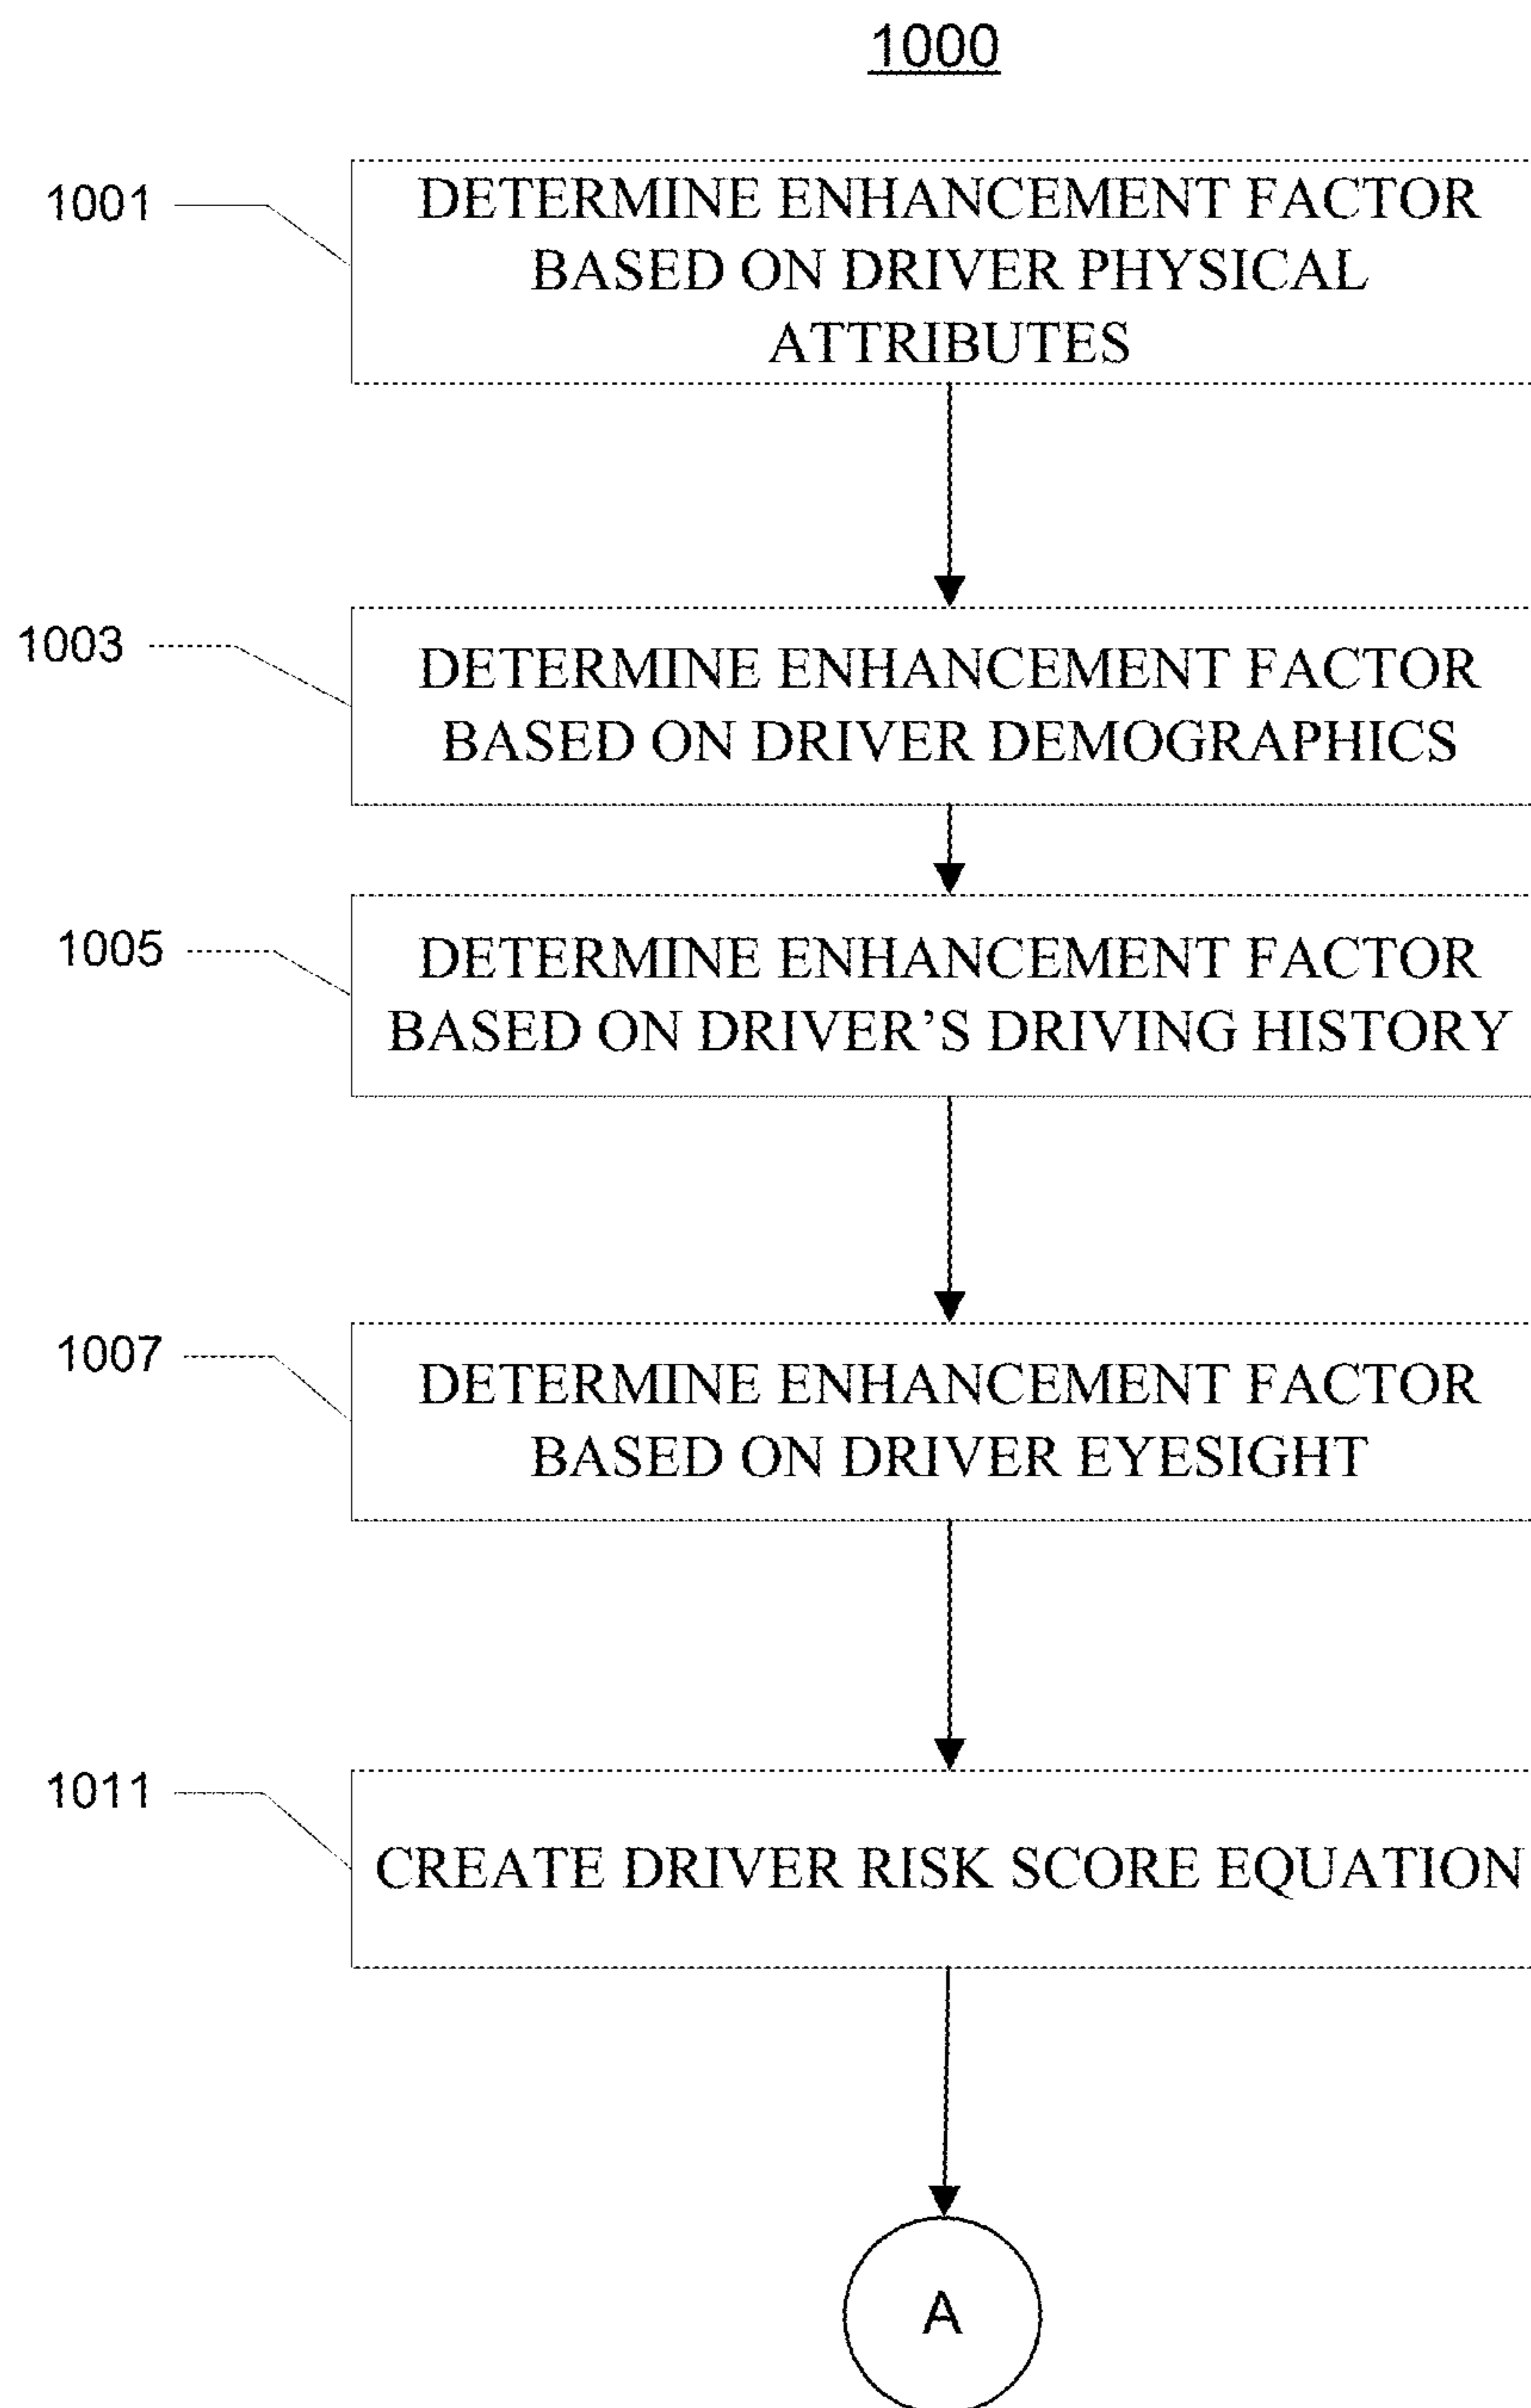 1000
1001
DETERMINE ENHANCEMENT FACTOR
BASED ON DRIVER PHYSICAL
ATTRIBUTES
1003
DETERMINE ENHANCEMENT FACTOR
BASED ON DRIVER DEMOGRAPHICS
1005
DETERMINE ENHANCEMENT FACTOR
BASED ON DRIVER’S DRIVING HISTORY
1007
DETERMINE ENHANCEMENT FACTOR
BASED ON DRIVER EYESIGHT
1011
CREATE DRIVER RISK SCORE EQUATION
A